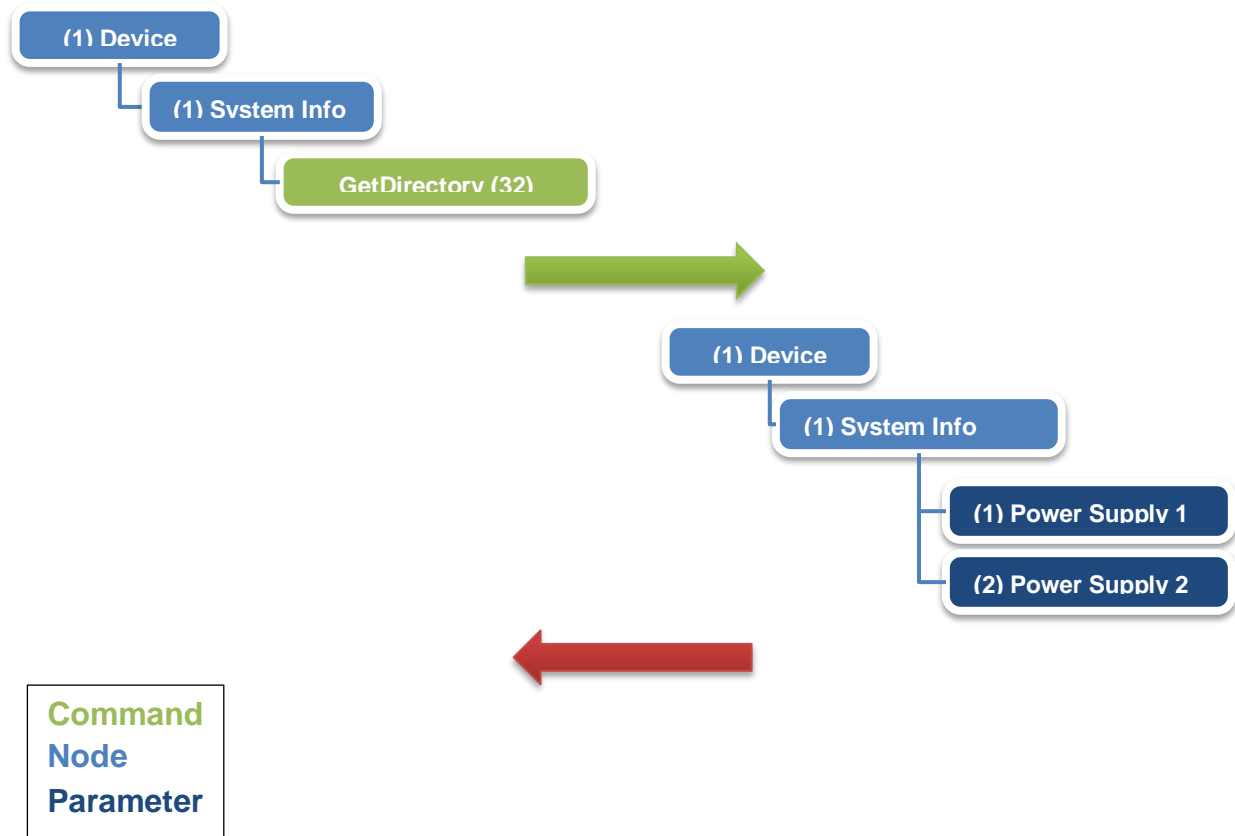 (1) Device
(1) System Info
GetDirectory (32)
(1) Device
(1) System Info
(1) Power Supply 1
(2) Power Supply 2
Command
Node
Parameter